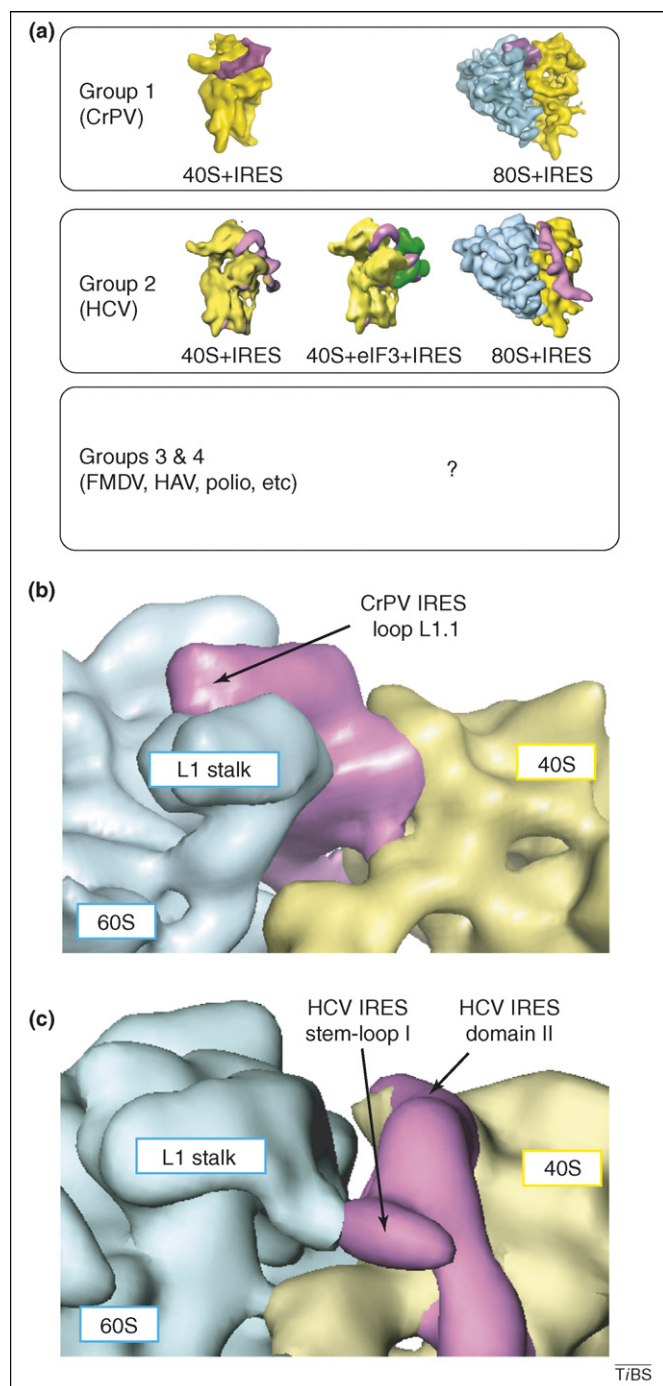 (a)
Group 1
(CrPV)
40S+IRES
80S+IRES
Group 2
(HCV)
40S+IRES
40S+eIF3+IRES
80S+IRES
Groups 3 & 4
(FMDV, HAV, polio, etc)
?
(b)
CrPV IRES
loop L1.1
L1 stalk
40S
60S
(c)
HCV IRES
stem-loop I
HCV IRES
domain II
L1 stalk
40S
60S
TiBS